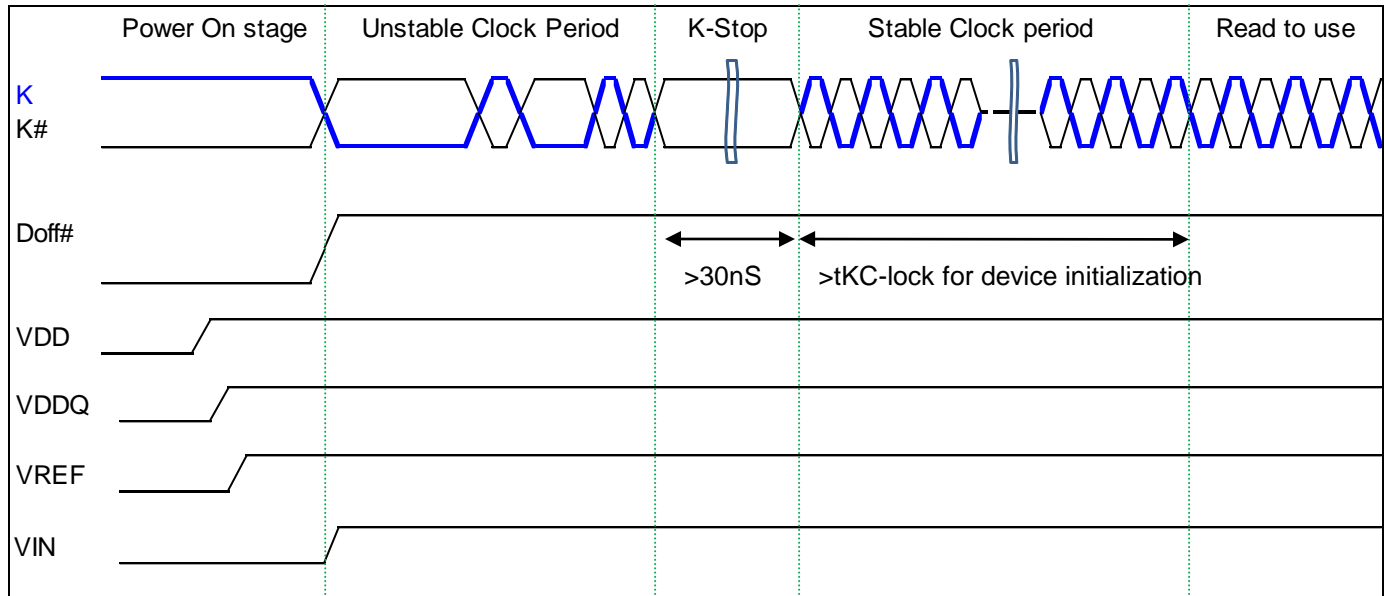 Power On stage
Unstable Clock Period
K-Stop
Stable Clock period
Read to use
K
K#
Doff#
>30nS
>tKC-lock for device initialization
VDD
VDDQ
VREF
VIN